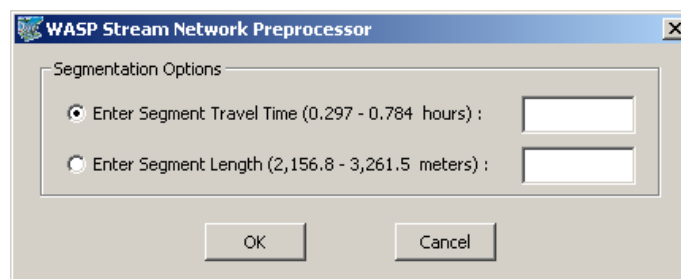 WASP Stream Network Preprocessor
Segmentation Options
Enter Segment Travel Time (0.297 - 0.784 hours) :
Enter Segment Length (2,156.8 - 3,261.5 meters) :
OK Cancel